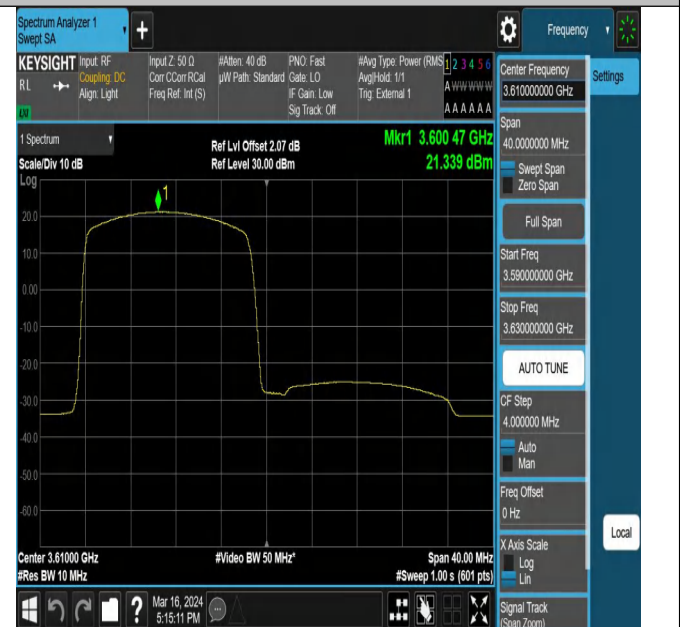 Spectrum Analyzer 1
Swept SA
Frequency
KEYSIGHT
R L
Input: RF
Coupling: DC
Align: Light
Input Z: 50 Ω
Corr CCorr RCal
Freq Ref: Int (S)
#Atten: 40 dB
µW Path: Standard
PNO: Fast
Gate: LO
IF Gain: Low
Sig Track: Off
#Avg Type: Power (RMS
Avg|Hold: 1/1
Trig: External 1
1 2 3 4 5 6
A W W W W W
A A A A A A
1 Spectrum
Scale/Div 10 dB
Log
Ref Lvl Offset 2.07 dB
Ref Level 30.00 dBm
Mkr1 3.600 47 GHz
21.339 dBm
1
20.0
10.0
0.00
-10.0
-20.0
-30.0
-40.0
-50.0
-60.0
Center 3.61000 GHz
#Res BW 10 MHz
#Video BW 50 MHz*
Span 40.00 MHz
#Sweep 1.00 s (601 pts)
Mar 16, 2024
5:15:11 PM
Center Frequency
3.610000000 GHz
Span
40.0000000 MHz
Swept Span
Zero Span
Full Span
Start Freq
3.590000000 GHz
Stop Freq
3.630000000 GHz
AUTO TUNE
CF Step
4.000000 MHz
Auto
Man
Freq Offset
0 Hz
X Axis Scale
Log
Lin
Signal Track
(Span Zoom)
Settings
Local